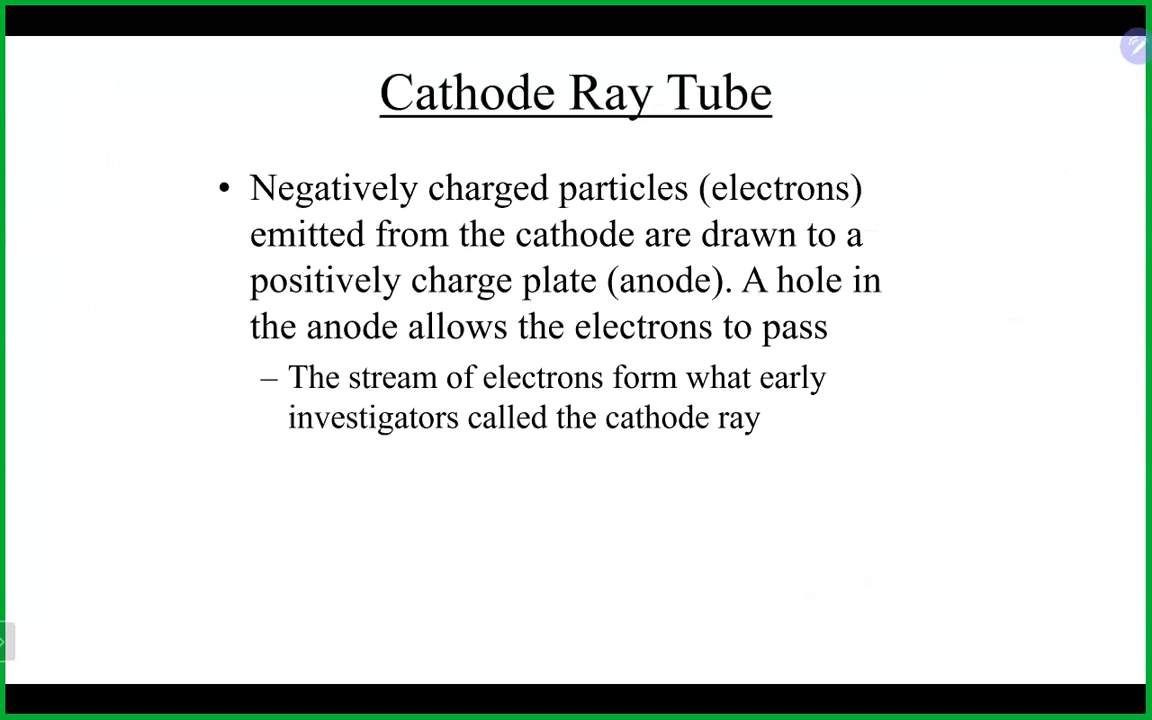 Cathode Ray Tube
• Negatively charged particles (electrons)
emitted from the cathode are drawn to a
positively charge plate (anode). A hole in
the anode allows the electrons to pass
– The stream of electrons form what early
investigators called the cathode ray